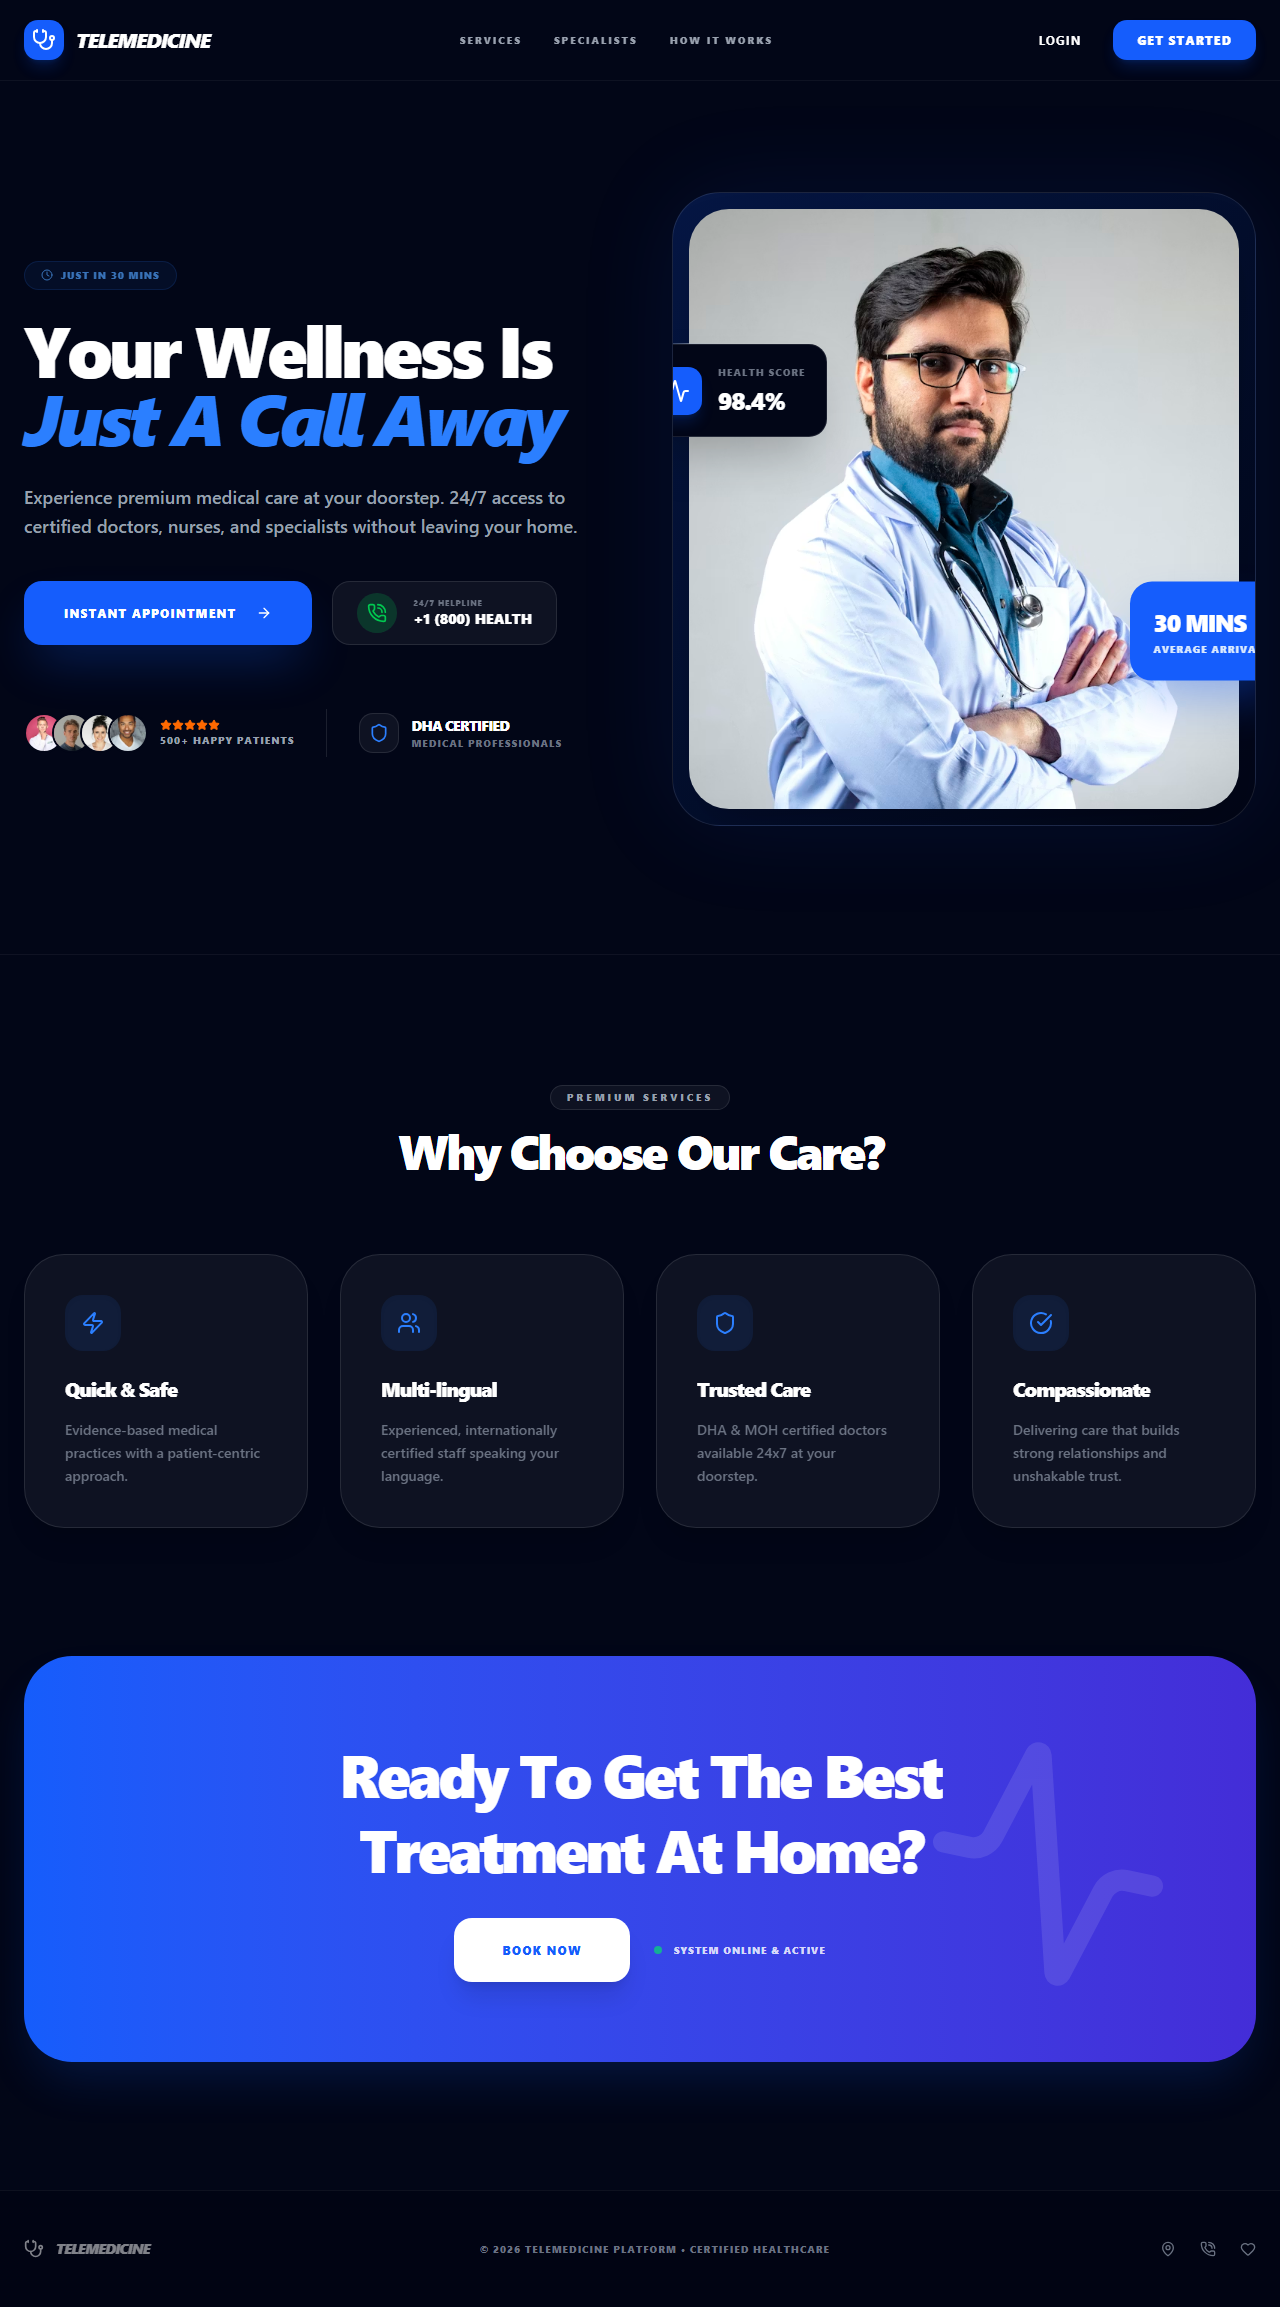 TELEMEDICINE
SERVICES
SPECIALISTS
HOW IT WORKS
LOGIN
GET STARTED
JUST IN 30 MINS
Your Wellness Is
Just A Call Away
Experience premium medical care at your doorstep. 24/7 access to
certified doctors, nurses, and specialists without leaving your home.
INSTANT APPOINTMENT
24/7 HELPLINE
+1 (800) HEALTH
500+ HAPPY PATIENTS
DHA CERTIFIED
MEDICAL PROFESSIONALS
HEALTH SCORE
98.4%
30 MINS
AVERAGE ARRIVA
PREMIUM SERVICES
Why Choose Our Care?
Quick & Safe
Evidence-based medical
practices with a patient-centric
approach.
Multi-lingual
Experienced, internationally
certified staff speaking your
language.
Trusted Care
DHA & MOH certified doctors
available 24x7 at your
doorstep.
Compassionate
Delivering care that builds
strong relationships and
unshakable trust.
Ready To Get The Best
Treatment At Home?
BOOK NOW
SYSTEM ONLINE & ACTIVE
TELEMEDICINE
© 2026 TELEMEDICINE PLATFORM • CERTIFIED HEALTHCARE